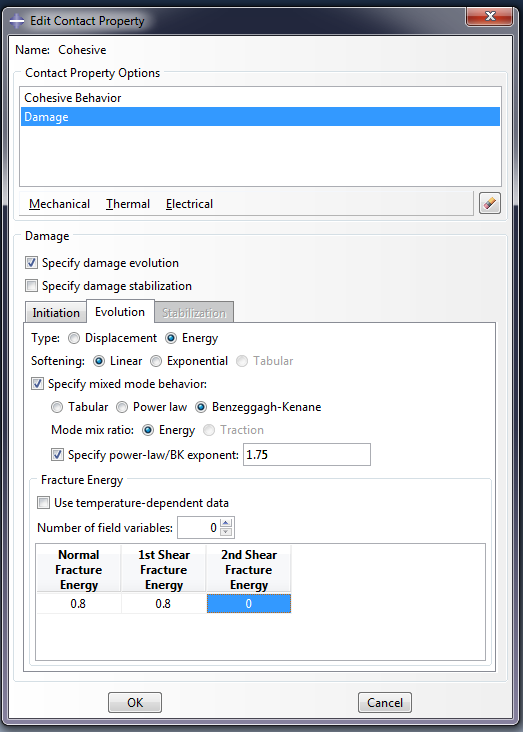 Edit Contact Property
Name: Cohesive
Contact Property Options
Cohesive Behavior
Damage
Mechanical Thermal Electrical
Damage
Specify damage evolution
Specify damage stabilization
Initiation Evolution Stabilization
Type: Displacement Energy
Softening: Linear Exponential Tabular
Specify mixed mode behavior:
Tabular Power law Benzeggagh-Kenane
Mode mix ratio: Energy Traction
Specify power-law/BK exponent: 1.75
Fracture Energy
Use temperature-dependent data
Number of field variables: 0
Normal 1st Shear 2nd Shear
Fracture Fracture Fracture
Energy Energy Energy
0.8 0.8 0
OK Cancel